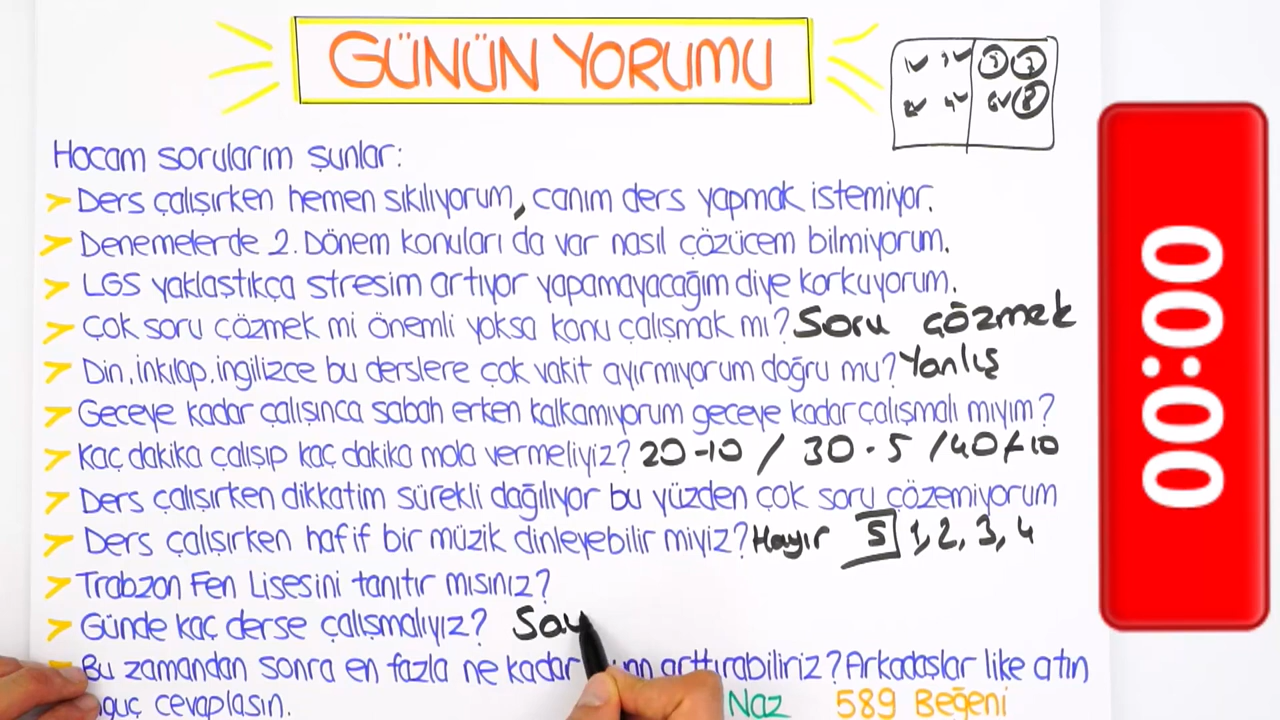 GÜNÜN YORUMU
Hocam sorularım şunlar:
➤ Ders çalışırken hemen sıkılıyorum, canım ders yapmak istemiyor.
➤ Denemelerde 2. Dönem konuları da var nasıl çözücem bilmiyorum.
➤ LGS yaklaştıkça stresim artıyor yapamayacağım diye korkuyorum.
➤ Çok soru çözmek mi önemli yoksa konu çalışmak mı? Soru çözmek
➤ Din, inkılap, ingilizce bu derslere çok vakit ayırmıyorum doğru mu? Yanlış
➤ Geceye kadar çalışınca sabah erken kalkamıyorum geceye kadar çalışmalı mıyım?
➤ Kaç dakika çalışıp kaç dakika mola vermeliyiz? 20-10 / 30-5 / 40+10
➤ Ders çalışırken dikkatim sürekli dağılıyor bu yüzden çok soru çözemiyorum
➤ Ders çalışırken hafif bir müzik dinleyebilir miyiz? Hayır 5 1, 2, 3, 4
➤ Trabzon Fen Lisesini tanıtır mısınız?
➤ Günde kaç derse çalışmalıyız? Say
Bu zamandan sonra en fazla ne kadar arttırabiliriz? Arkadaşlar like atın
cevaplasın. Naz 589 Beğeni
00:00